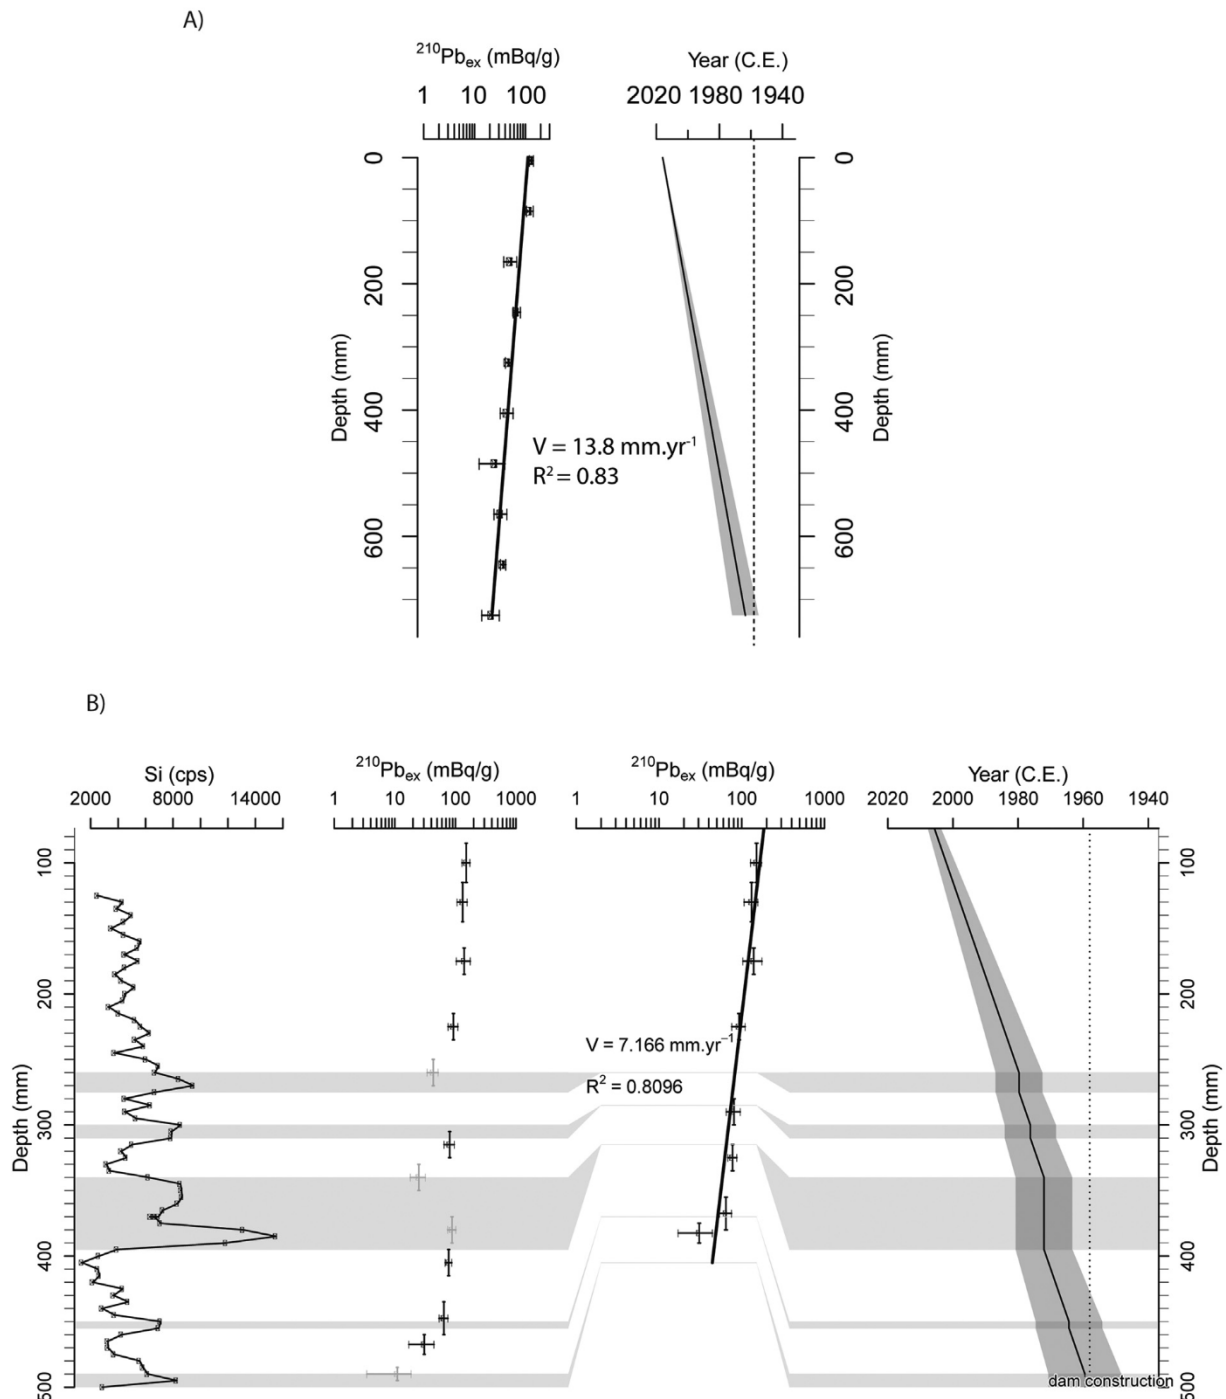 A)
210Pbex (mBq/g)
Year (C.E.)
1 10 100
2020 1980 1940
0
200
400
600
Depth (mm)
V = 13.8 mm.yr-1
R2 = 0.83
0
200
400
600
Depth (mm)
B)
Si (cps)
210Pbex (mBq/g)
210Pbex (mBq/g)
Year (C.E.)
2000 8000 14000
1 10 100 1000
1 10 100 1000
2020 2000 1980 1960 1940
100
200
300
400
500
Depth (mm)
V = 7.166 mm.yr−1
R2 = 0.8096
dam construction
100
200
300
400
500
Depth (mm)